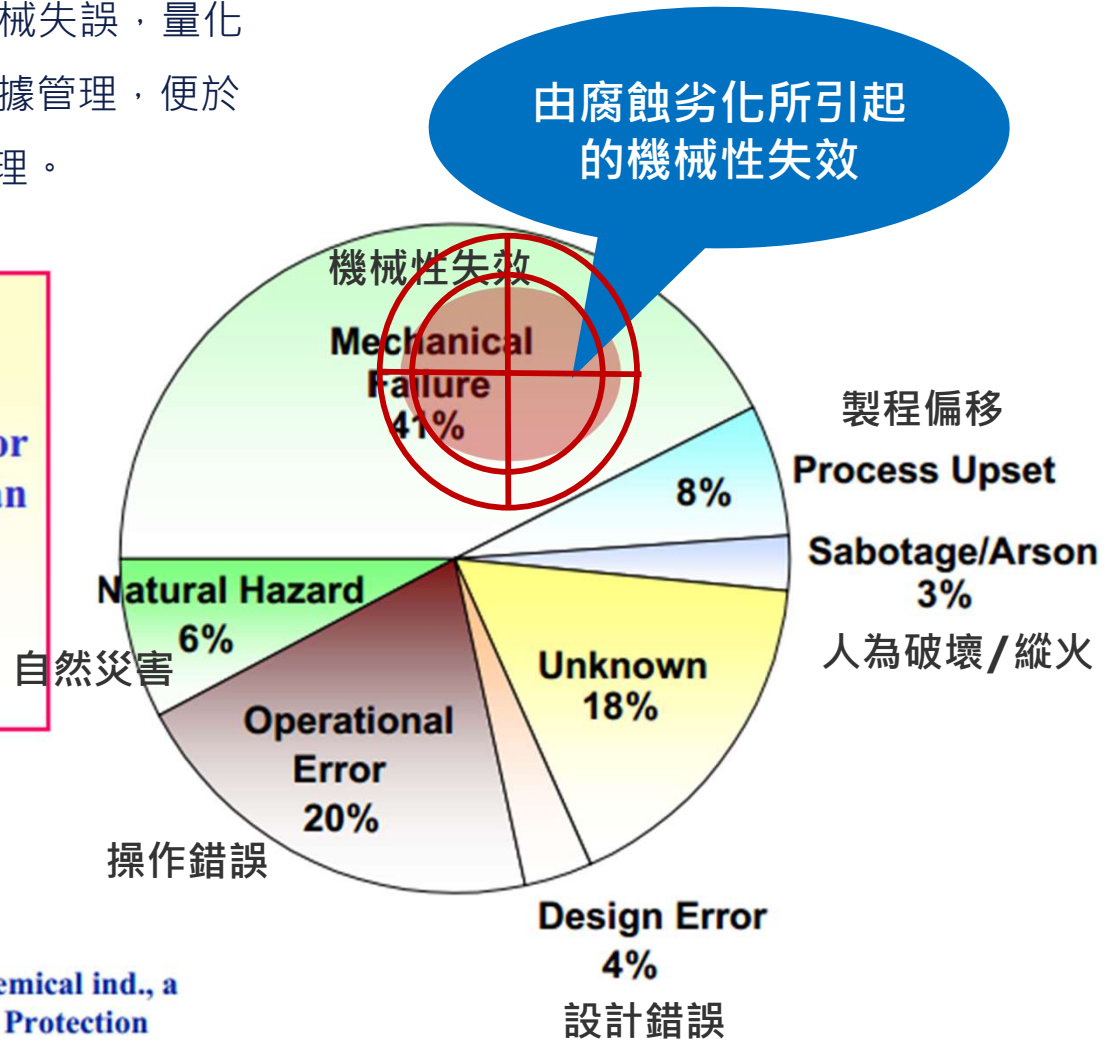 械失誤，量化
據管理，便於
理。
由腐蝕劣化所引起
的機械性失效
機械性失效
Mechanical
Failure
41%
製程偏移
8%
Process Upset
Sabotage/Arson
3%
人為破壞/縱火
or
an
Natural Hazard
6%
自然災害
Unknown
18%
Operational
Error
20%
操作錯誤
Design Error
4%
設計錯誤
emical ind., a
Protection